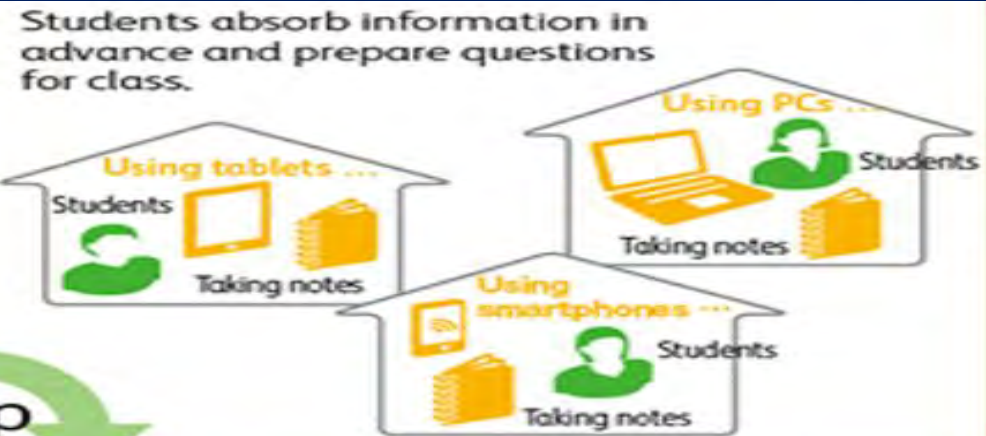 Students absorb information in
advance and prepare questions
for class.
Using PCs ...
Students
Taking notes
Using tablets ...
Students
Taking notes
Using
smartphones ...
Students
Taking notes